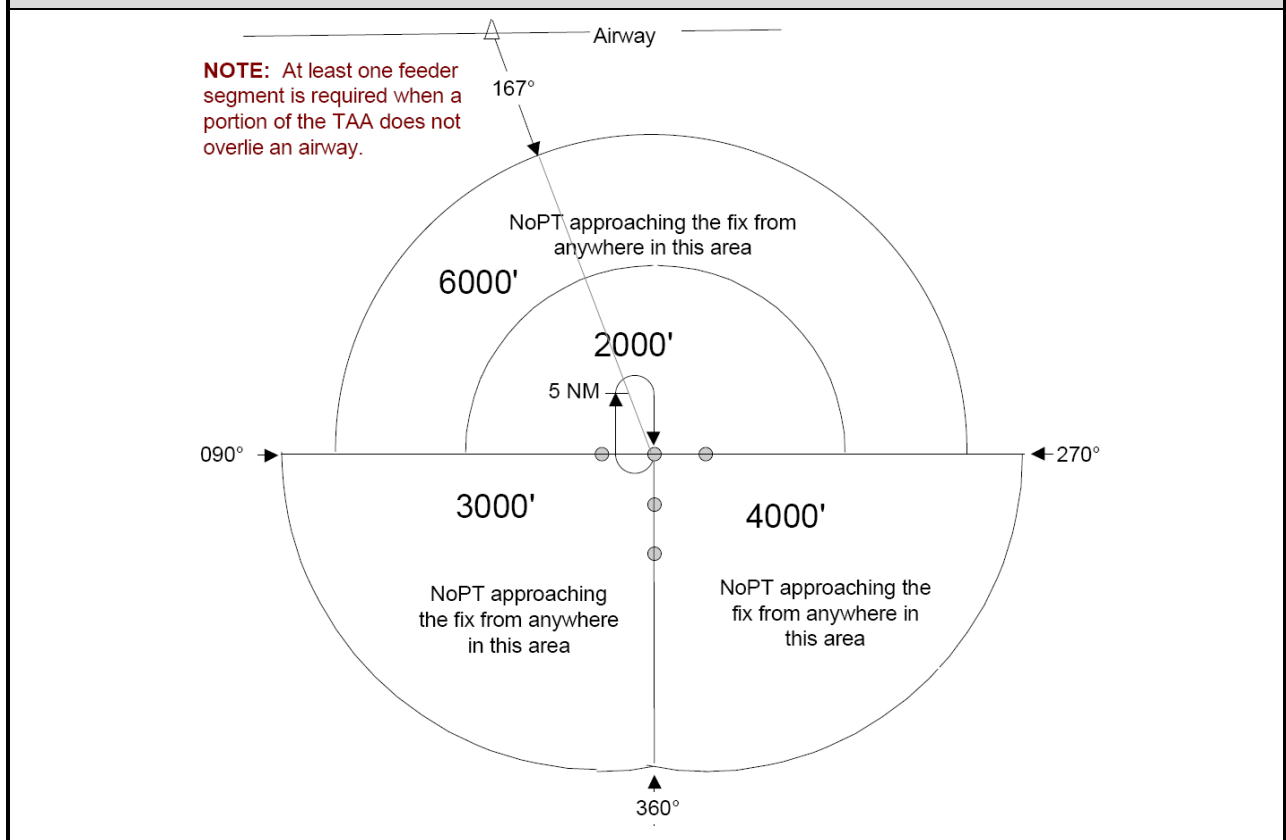 Airway
NOTE: At least one feeder
segment is required when a
portion of the TAA does not
overlie an airway.
167°
NoPT approaching the fix from
anywhere in this area
6000'
2000'
5 NM
090°
270°
3000'
4000'
NoPT approaching
the fix from anywhere
in this area
NoPT approaching the
fix from anywhere in
this area
360°